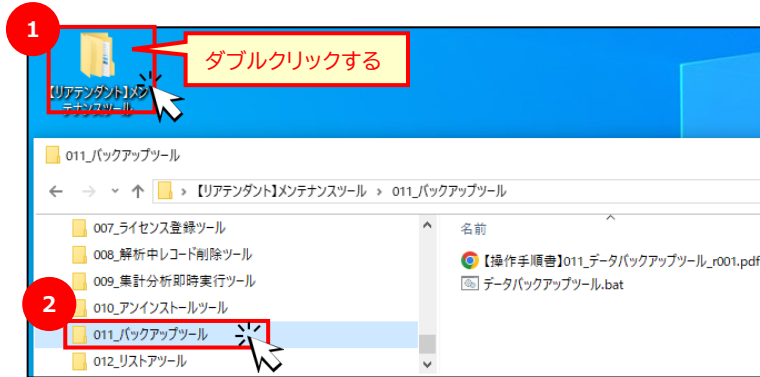 1
ダブルクリックする
【リアテンダント】メン
テナンスツール
011_バックアップツール
【リアテンダント】メンテナンスツール › 011_バックアップツール
007_ライセンス登録ツール
008_解析中レコード削除ツール
009_集計分析即時実行ツール
010_アンインストールツール
2
011_バックアップツール
012_リストアツール
名前
【操作手順書】011_データバックアップツール_r001.pdf
データバックアップツール.bat